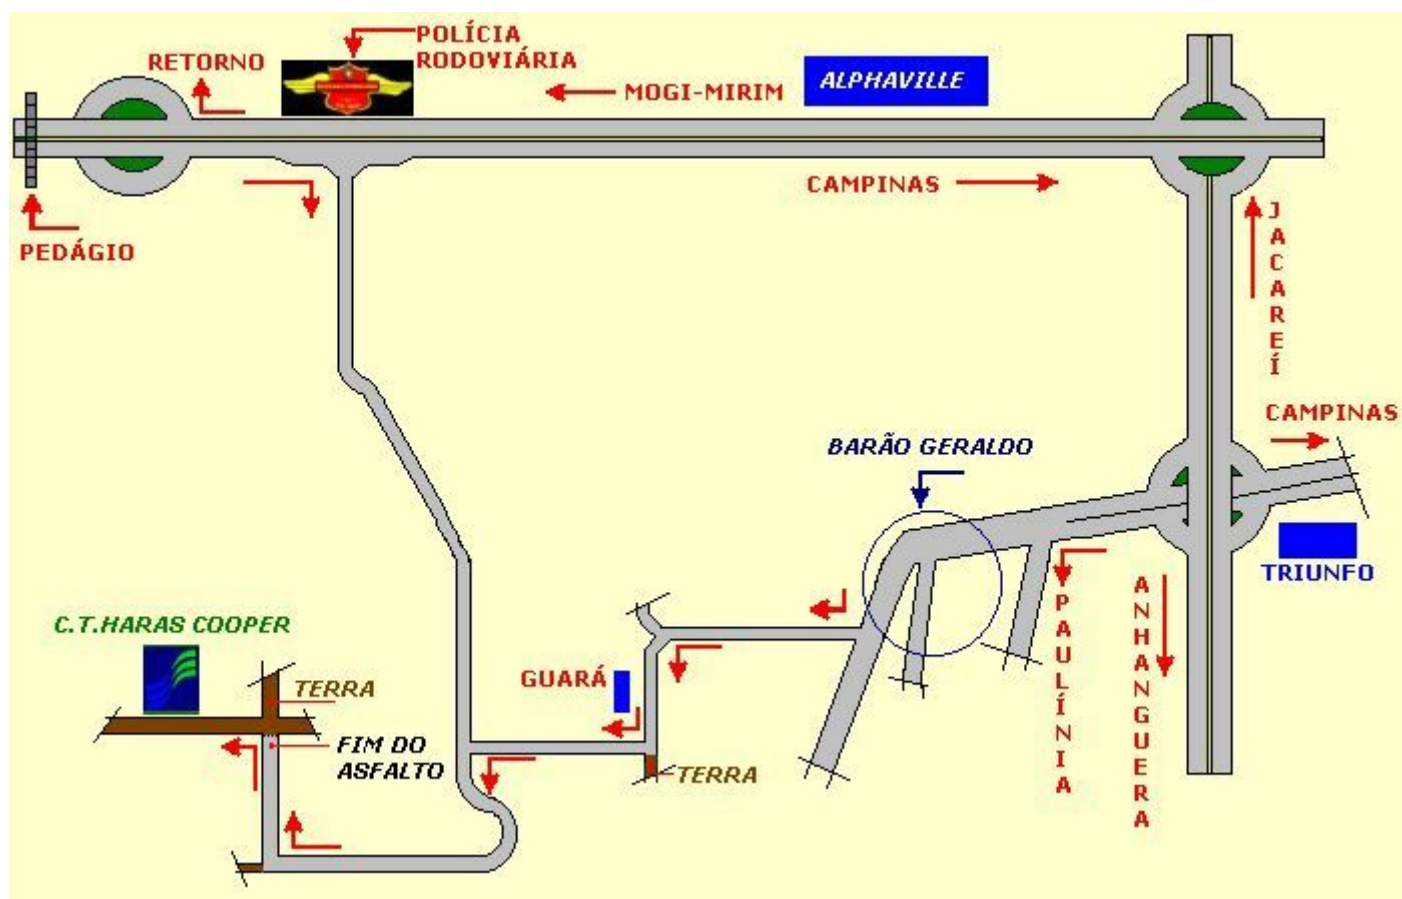 POLÍCIA
RODOVIÁRIA
RETORNO
MOGI-MIRIM
ALPHAVILLE
CAMPINAS
PEDÁGIO
JACAREÍ
CAMPINAS
BARÃO GERALDO
TRIUNFO
PAULÍNIA
ANHANGUERA
C.T.HARAS COOPER
GUARÁ
TERRA
FIM DO
ASFALTO
TERRA